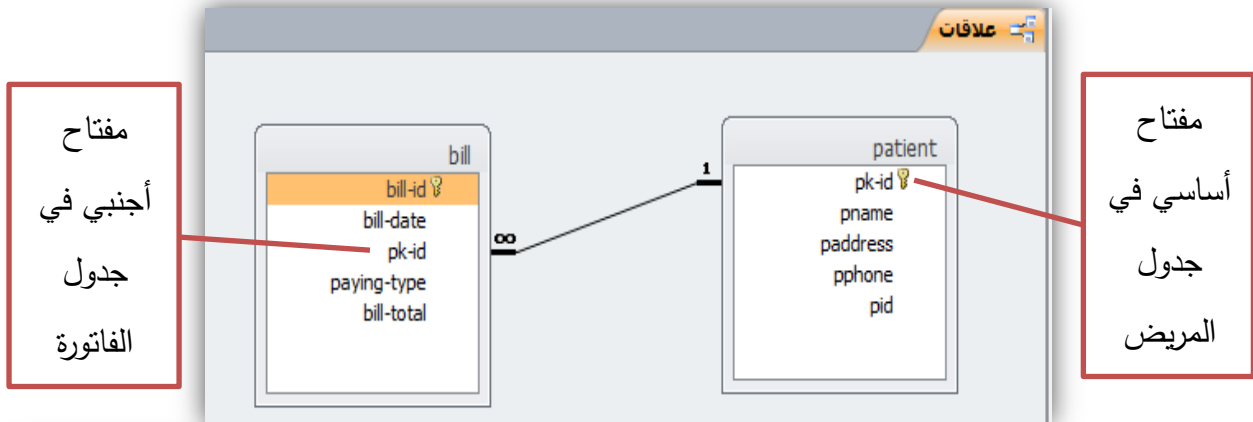 علاقات
مفتاح
أساسي في
جدول
المريض
patient
pk-id
pname
paddress
pphone
pid
1
∞
bill
bill-id
bill-date
pk-id
paying-type
bill-total
مفتاح
أجنبي في
جدول
الفاتورة